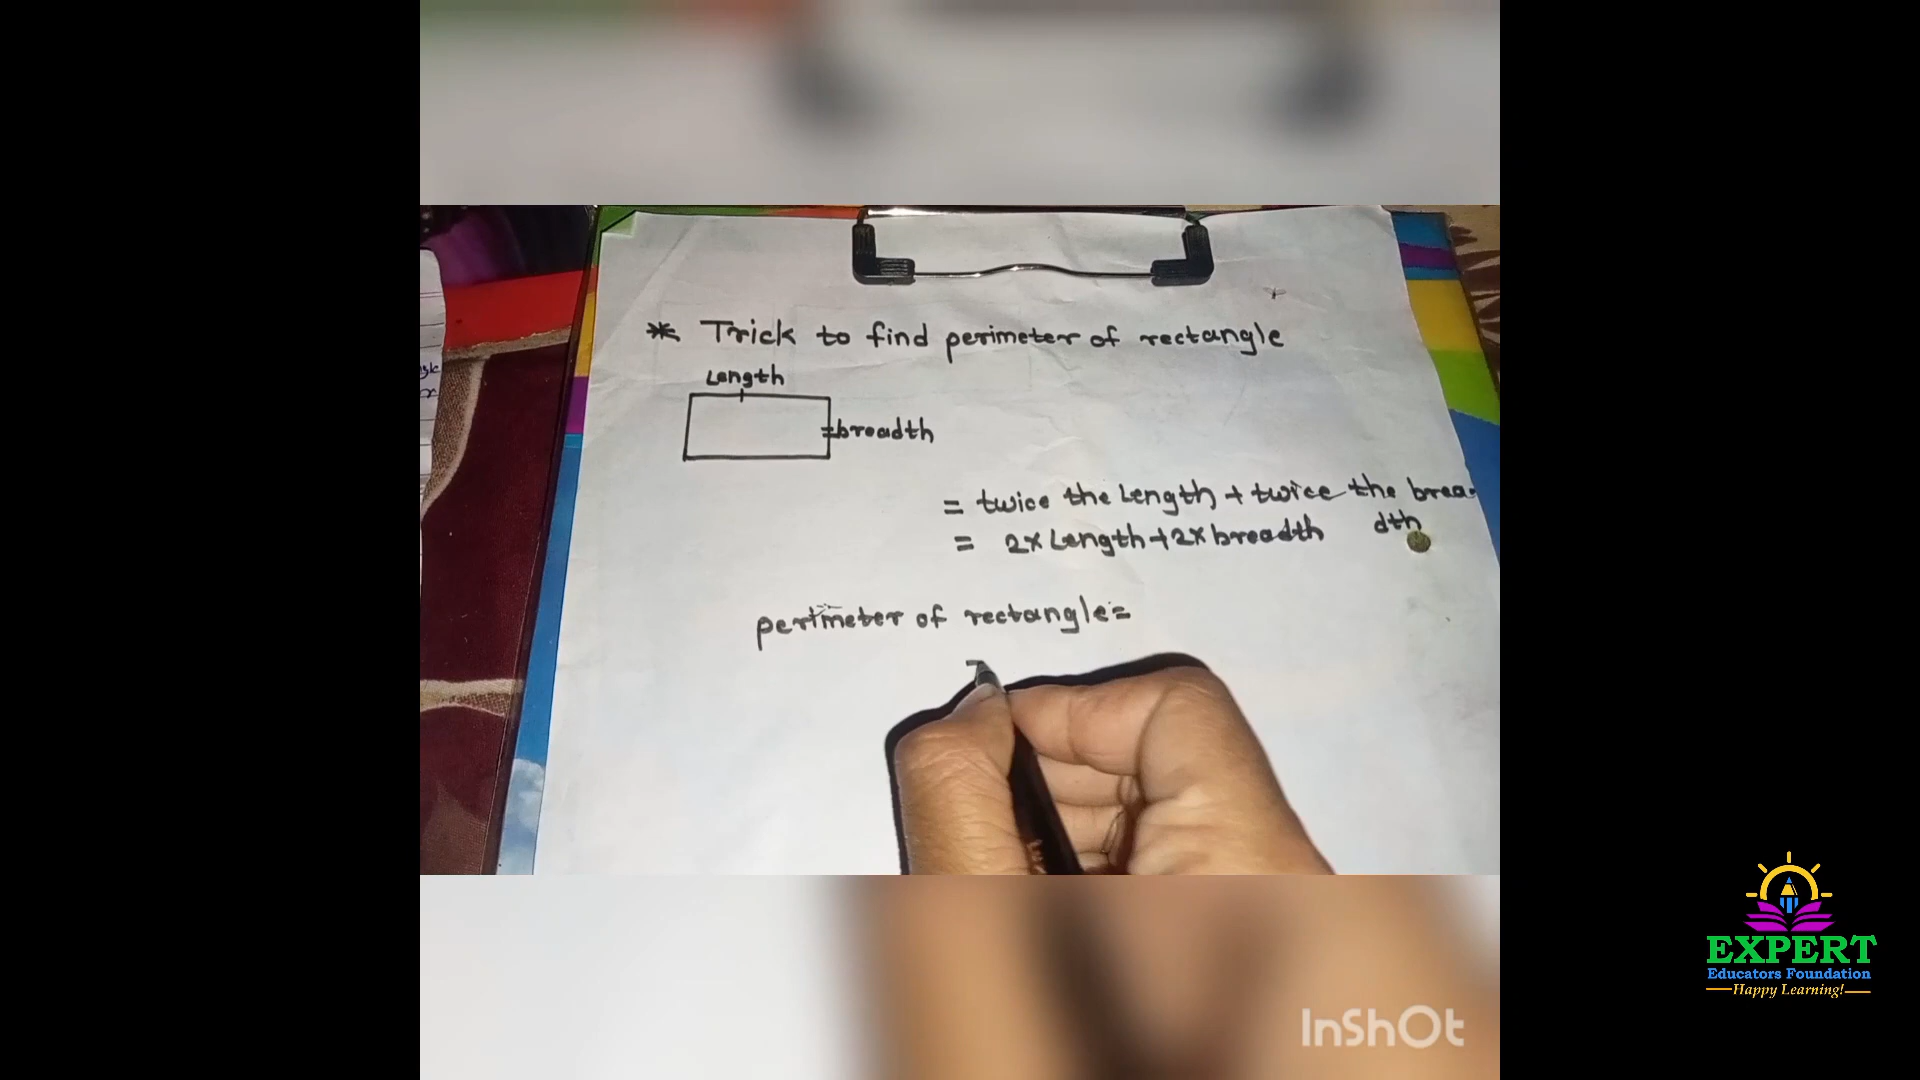 * Trick to find perimeter of rectangle
Length
breadth
= twice the Length + twice the brea-
dth
= 2x Length + 2x breadth
perimeter of rectangle =
EXPERT
Educators Foundation
Happy Learning!
InShOt